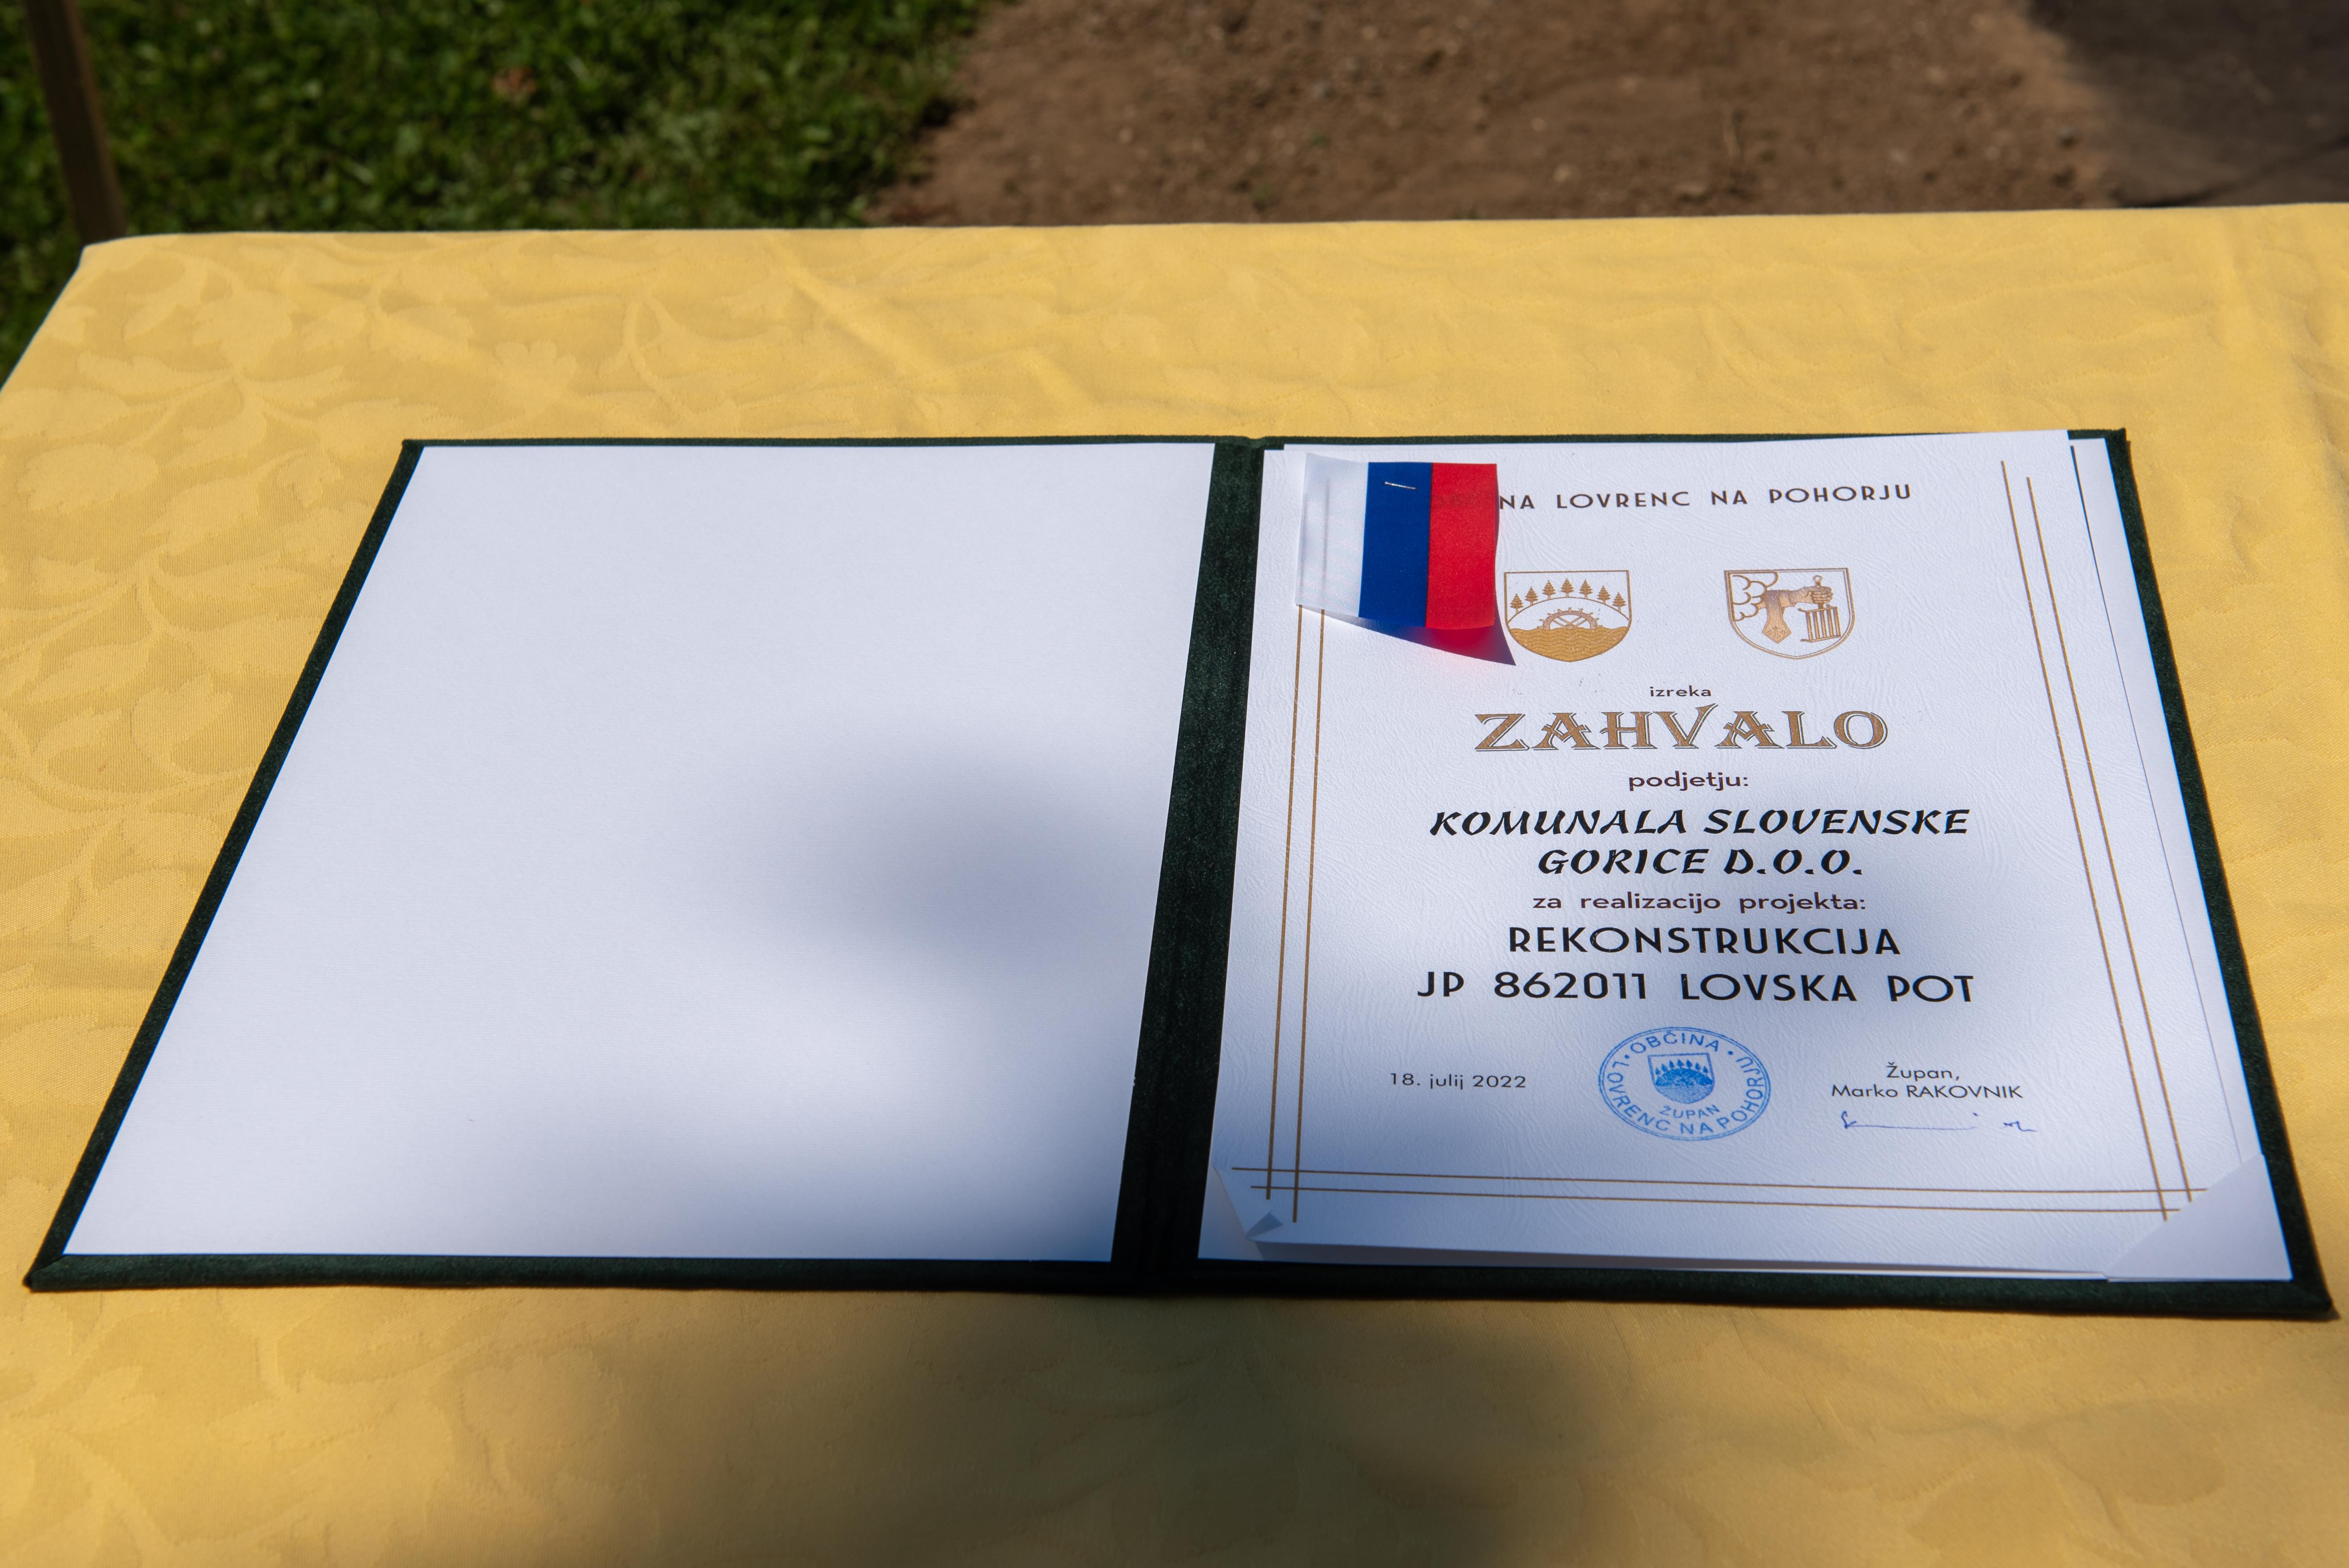 NA LOVRENC NA POHORJU
izreka
ZAHVALO
podjetju:
KOMUNALA SLOVENSKE
GORICE D.O.O.
za realizacijo projekta:
REKONSTRUKCIJA
JP 862011 LOVSKA POT
18. julij 2022
OBČINA
LOVRENC NA POHORJU
ŽUPAN
Župan,
Marko RAKOVNIK